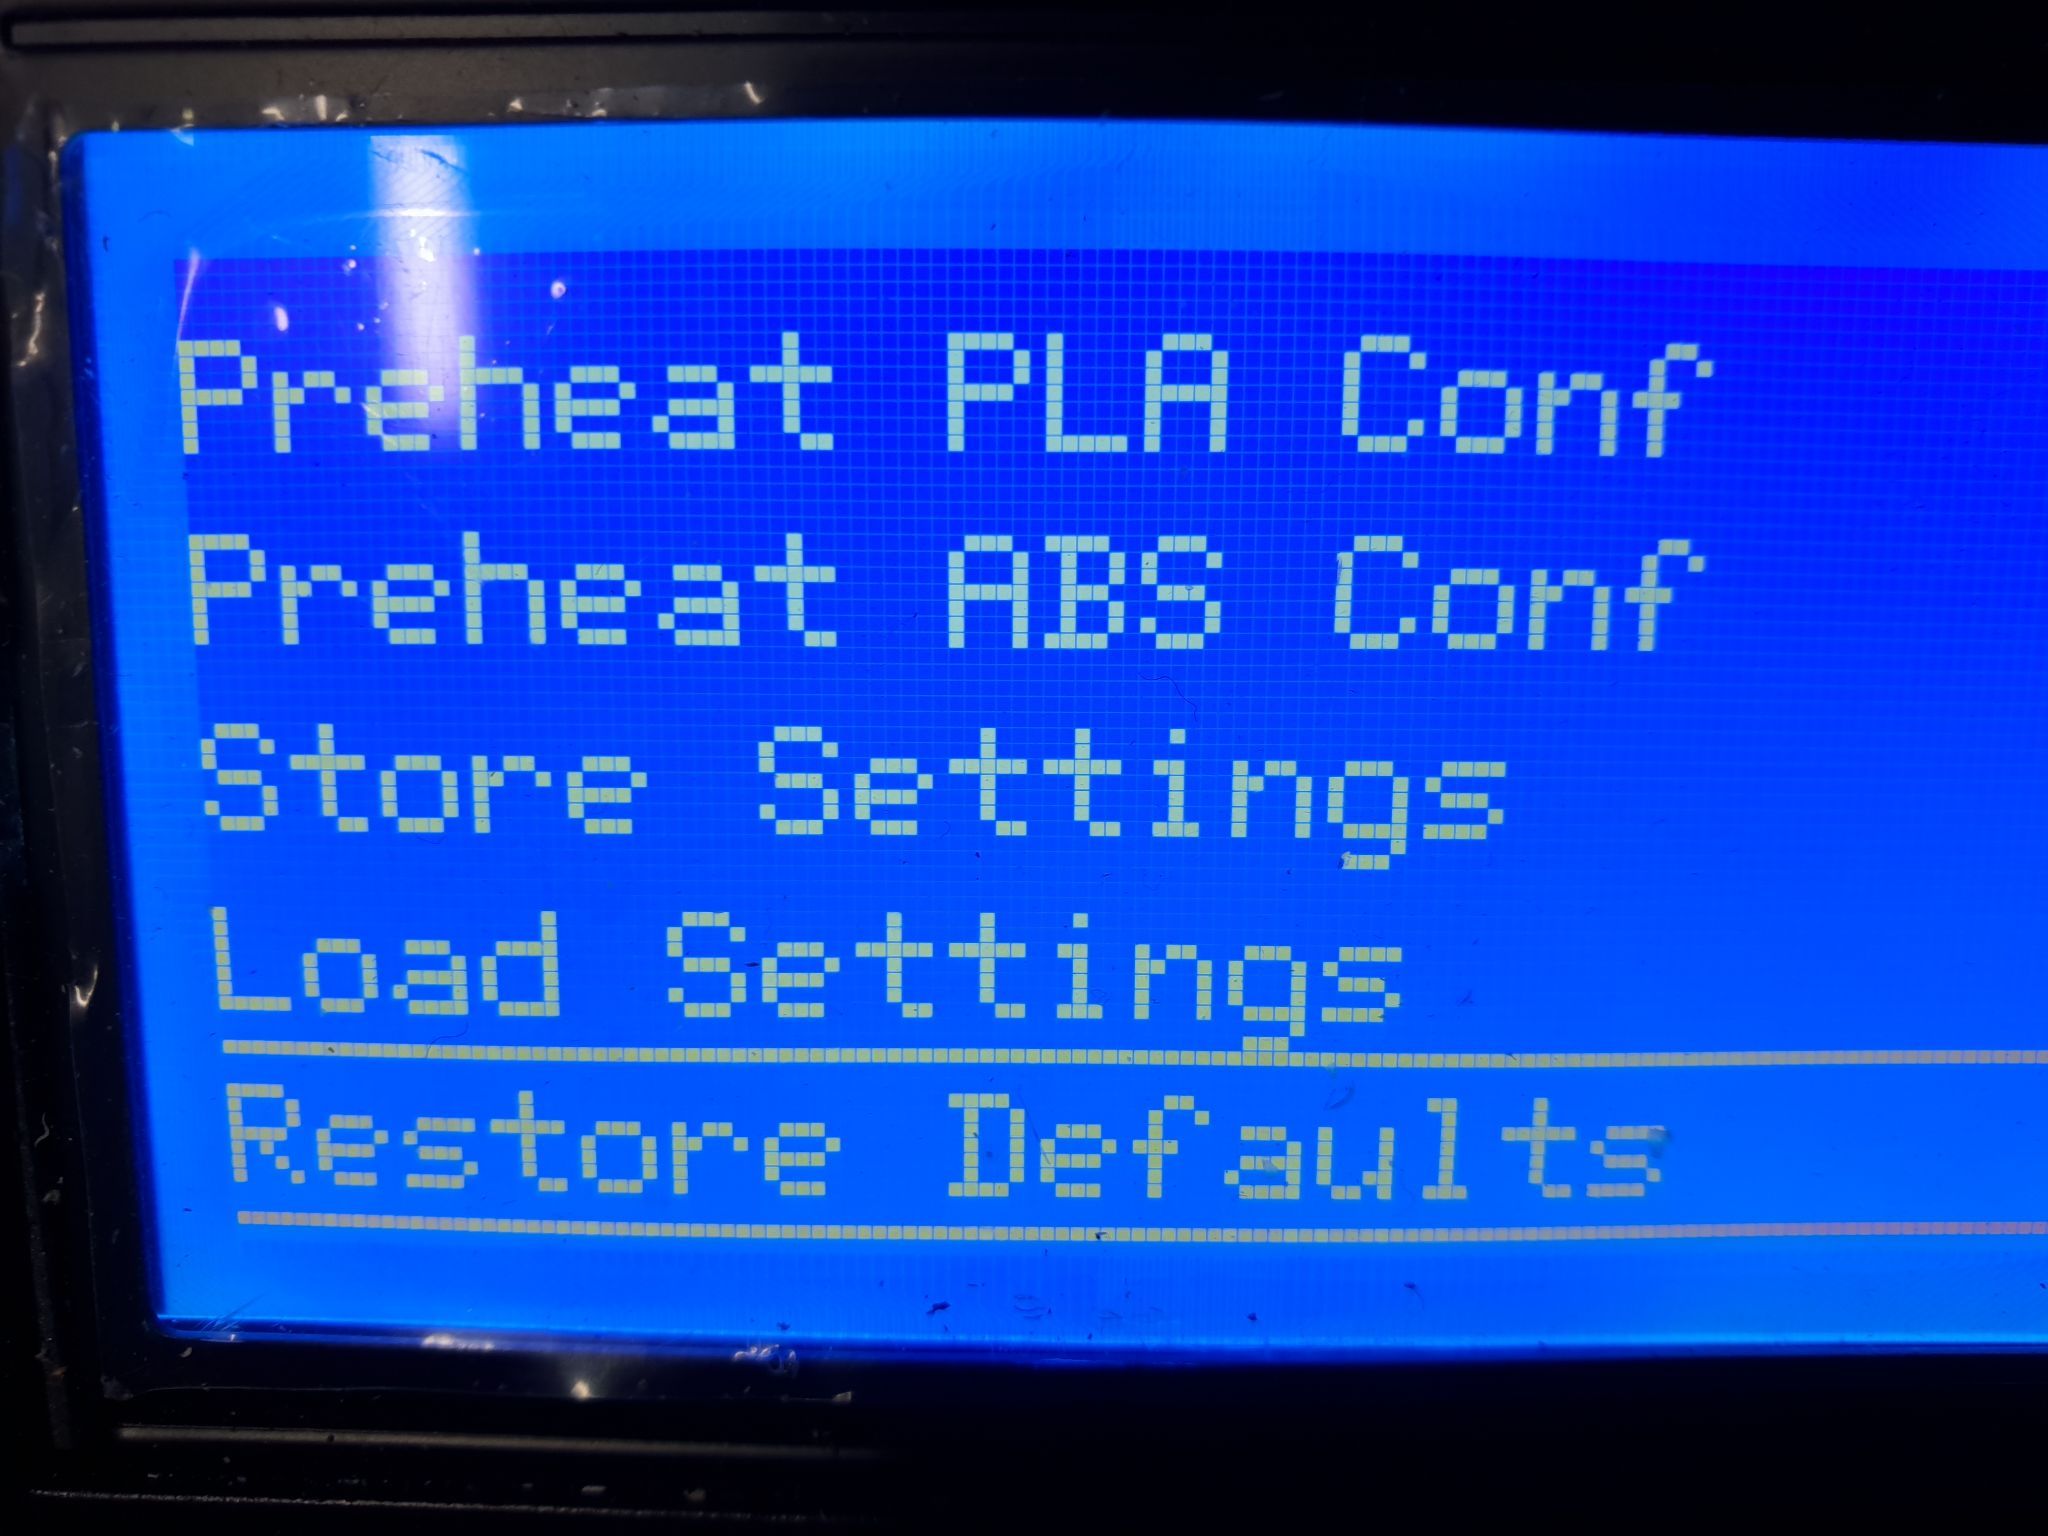 Preheat PLA Conf
Preheat ABS Conf
Store Settings
Load Settings
Restore Defaults